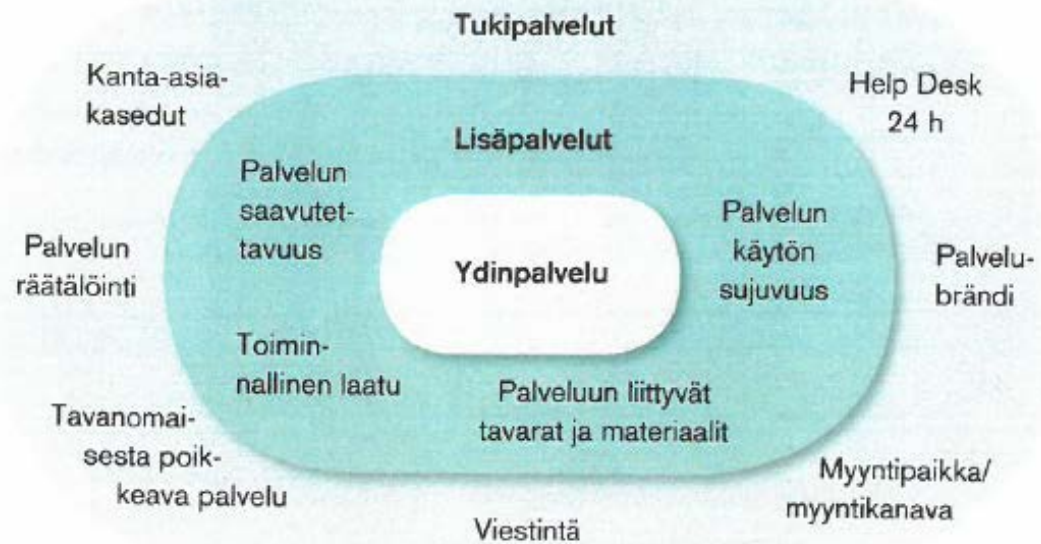 Tukipalvelut
Kanta-asia-
kasedut
Help Desk
24 h
Lisäpalvelut
Palvelun
saavutet-
tavuus
Palvelun
käytön
sujuvuus
Palvelun
räätälöinti
Ydinpalvelu
Palvelu-
brändi
Toimin-
nallinen laatu
Palveluun liittyvät
tavarat ja materiaalit
Tavanomai-
sesta poik-
keava palvelu
Myyntipaikka/
myyntikanava
Viestintä